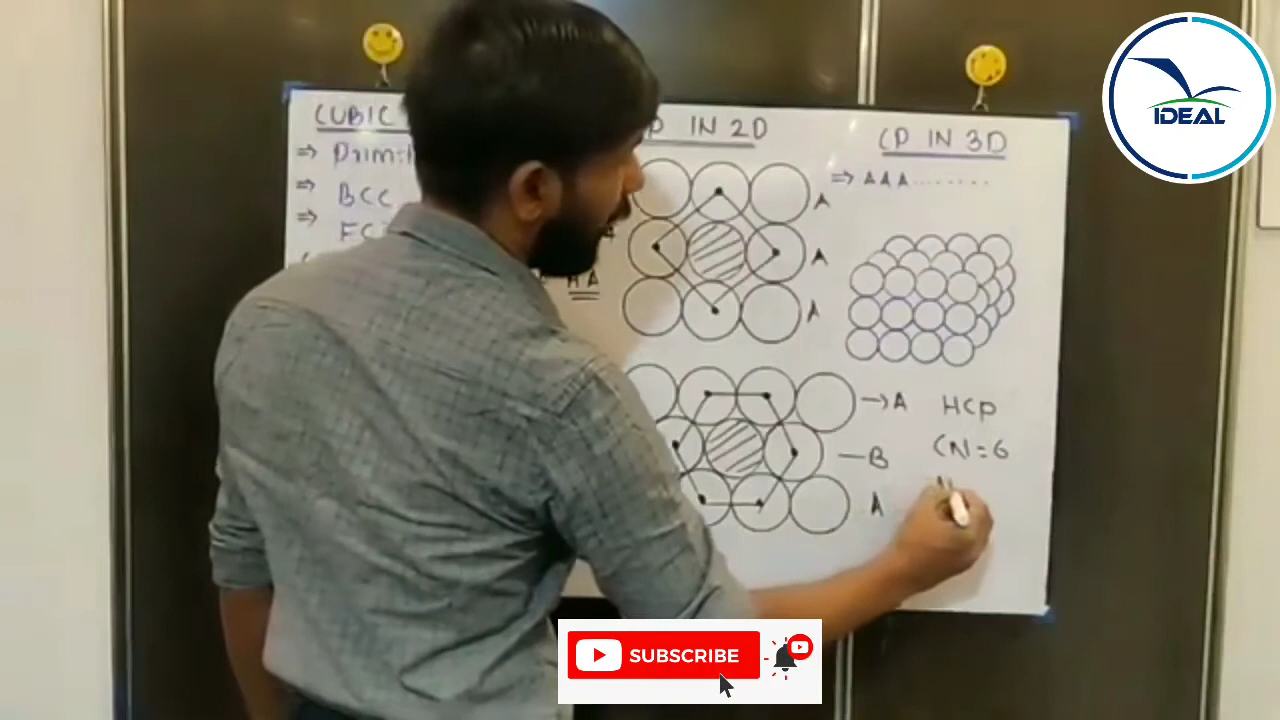 IDEAL
CUBIC
IN 2D
CP IN 3D
⇒
⇒ BCC
⇒
A
A
A
⇒ AAA........
→A
—B
A
HCP
CN=6
SUBSCRIBE